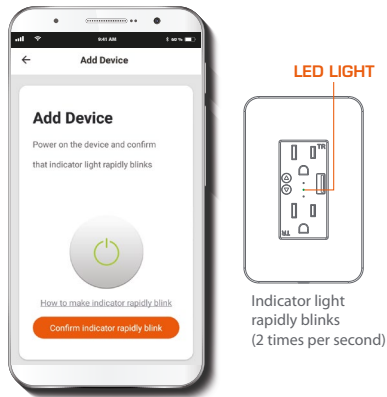 9:41 AM
Add Device
Add Device
Power on the device and confirm
that indicator light rapidly blinks
How to make indicator rapidly blink
Confirm indicator rapidly blink
LED LIGHT
TR
TR
Indicator light
rapidly blinks
(2 times per second)